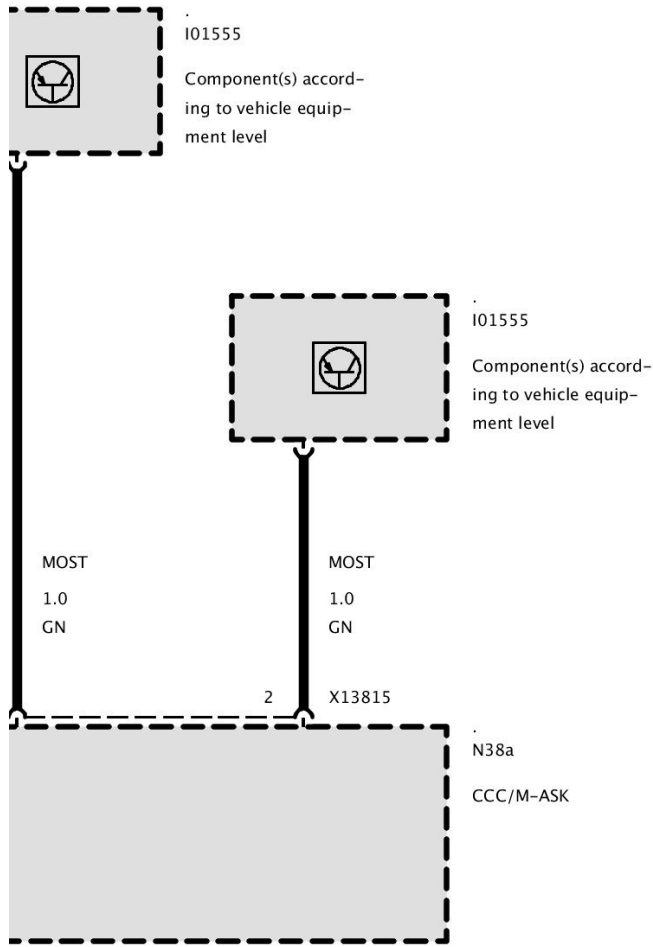 .
I01555
Component(s) accord–
ing to vehicle equip–
ment level
.
I01555
Component(s) accord–
ing to vehicle equip–
ment level
MOST
MOST
1.0
1.0
GN
GN
2
X13815
.
N38a
CCC/M–ASK